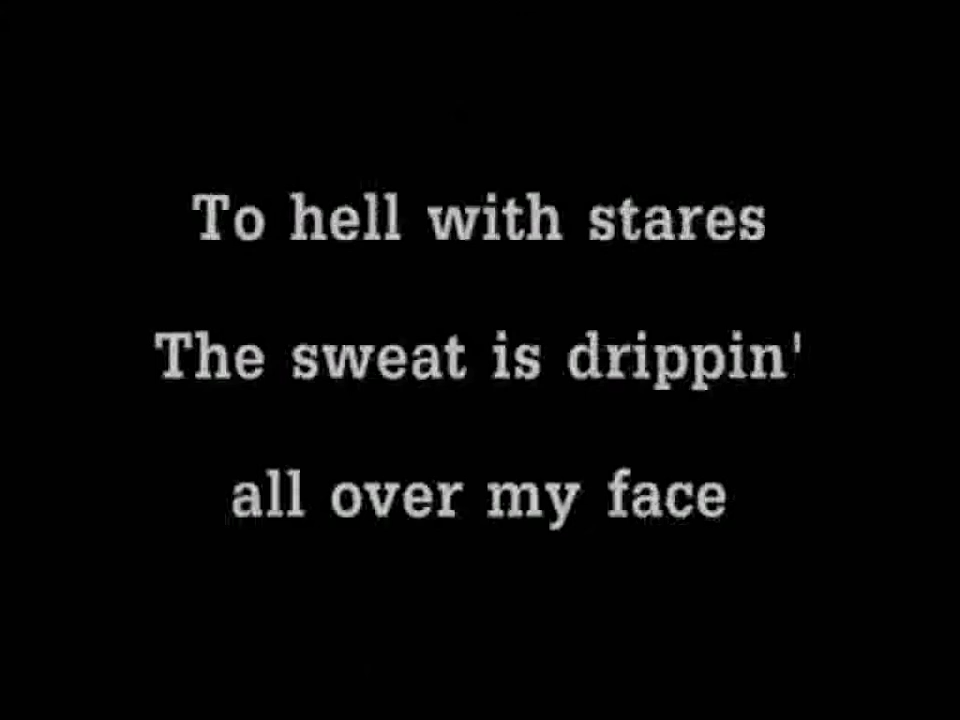 To hell with stares
The sweat is drippin'
all over my face